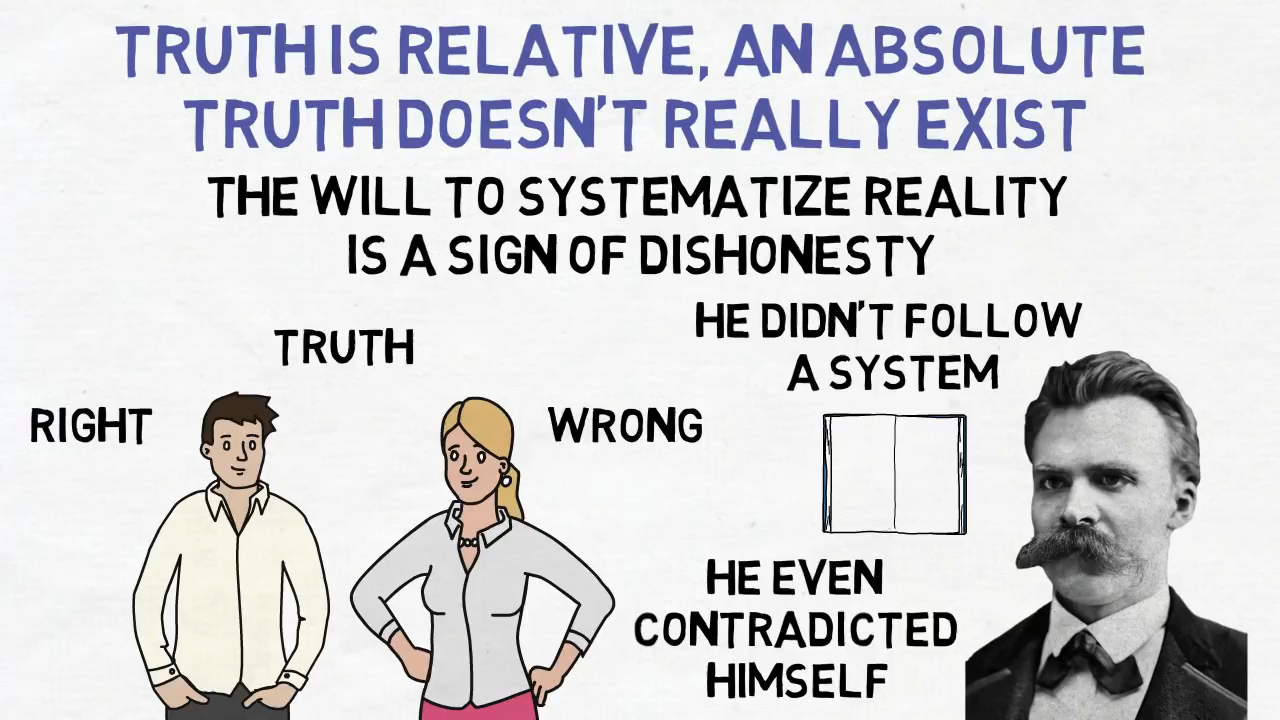 TRUTH IS RELATIVE, AN ABSOLUTE
TRUTH DOESN'T REALLY EXIST
THE WILL TO SYSTEMATIZE REALITY
IS A SIGN OF DISHONESTY
TRUTH
RIGHT
WRONG
HE DIDN'T FOLLOW
A SYSTEM
HE EVEN
CONTRADICTED
HIMSELF